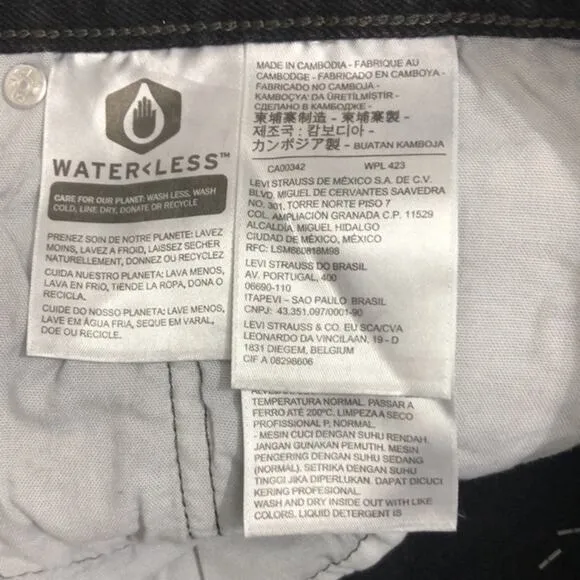 WATER<LESS™
CARE FOR OUR PLANET: WASH LESS, WASH
COLD, LINE DRY, DONATE OR RECYCLE
PRENEZ SOIN DE NOTRE PLANETE: LAVEZ
MOINS, LAVEZ A FROID, LAISSEZ SECHER
NATURELLEMENT, DONNEZ OU RECYCLEZ
CUIDA NUESTRO PLANETA: LAVA MENOS,
LAVA EN FRIO, TIENDE LA ROPA, DONA O
RECICLA.
CUIDE DO NOSSO PLANETA: LAVE MENOS,
LAVE EM ÁGUA FRIA, SEQUE EM VARAL,
DOE OU RECICLE.
MADE IN CAMBODIA - FABRIQUE AU
CAMBODGE - FABRICADO EN CAMBOYA -
FABRICADO NO CAMBOJA -
KAMBOÇYA' DA ÜRETİLMİŞTİR -
СДЕЛАНО В КАМБОДЖЕ -
柬埔寨制造 - 柬埔寨製 -
제조국 : 캄보디아 -
カンボジア製 - BUATAN KAMBOJA
CA00342 WPL 423
LEVI STRAUSS DE MÉXICO S.A. DE C.V.
BLVD. MIGUEL DE CERVANTES SAAVEDRA
NO. 301, TORRE NORTE PISO 7
COL. AMPLIACIÓN GRANADA C.P. 11529
ALCALDÍA, MIGUEL HIDALGO
CIUDAD DE MÉXICO, MÉXICO
RFC: LSM860818M98
LEVI STRAUSS DO BRASIL
AV. PORTUGAL, 400
06690-110
ITAPEVI - SAO PAULO BRASIL
CNPJ: 43.351.097/0001-90
LEVI STRAUSS & CO. EU SCA/CVA
LEONARDO DA VINCILAAN, 19 - D
1831 DIEGEM, BELGIUM
CIF A 08298606
TEMPERATURA NORMAL. PASSAR A
FERRO ATÉ 200ºC. LIMPEZA A SECO
PROFISSIONAL P, NORMAL.
- MESIN CUCI DENGAN SUHU RENDAH.
JANGAN GUNAKAN PEMUTIH. MESIN
PENGERING DENGAN SUHU SEDANG
(NORMAL). SETRIKA DENGAN SUHU
TINGGI JIKA DIPERLUKAN. DAPAT DICUCI
KERING PROFESIONAL.
WASH AND DRY INSIDE OUT WITH LIKE
COLORS. LIQUID DETERGENT IS